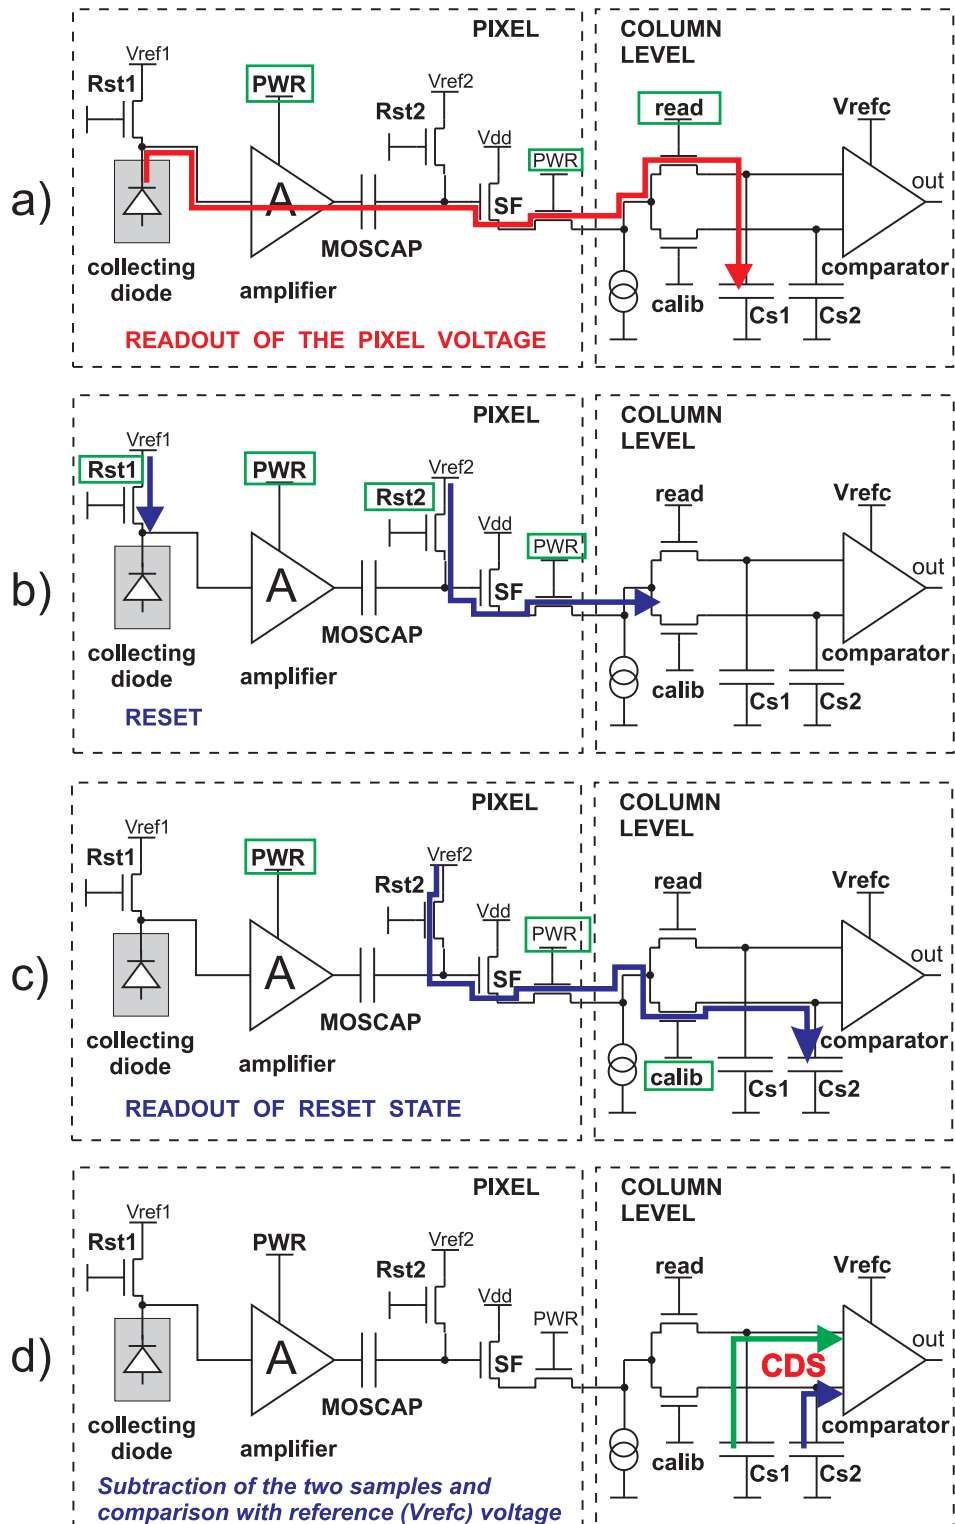 a)
PIXEL
COLUMN
LEVEL
Vref1
Rst1
PWR
Vref2
Rst2
Vdd
PWR
SF
A
MOSCAP
collecting
diode
amplifier
read
Vrefc
out
comparator
calib
Cs1
Cs2
READOUT OF THE PIXEL VOLTAGE
b)
PIXEL
COLUMN
LEVEL
Vref1
Rst1
PWR
Vref2
Rst2
Vdd
PWR
SF
A
MOSCAP
collecting
diode
amplifier
read
Vrefc
out
comparator
calib
Cs1
Cs2
RESET
c)
PIXEL
COLUMN
LEVEL
Vref1
Rst1
PWR
Vref2
Rst2
Vdd
PWR
SF
A
MOSCAP
collecting
diode
amplifier
read
Vrefc
out
comparator
calib
Cs1
Cs2
READOUT OF RESET STATE
d)
PIXEL
COLUMN
LEVEL
Vref1
Rst1
PWR
Vref2
Rst2
Vdd
PWR
SF
A
MOSCAP
collecting
diode
amplifier
read
Vrefc
out
CDS
comparator
calib
Cs1
Cs2
Subtraction of the two samples and
comparison with reference (Vrefc) voltage